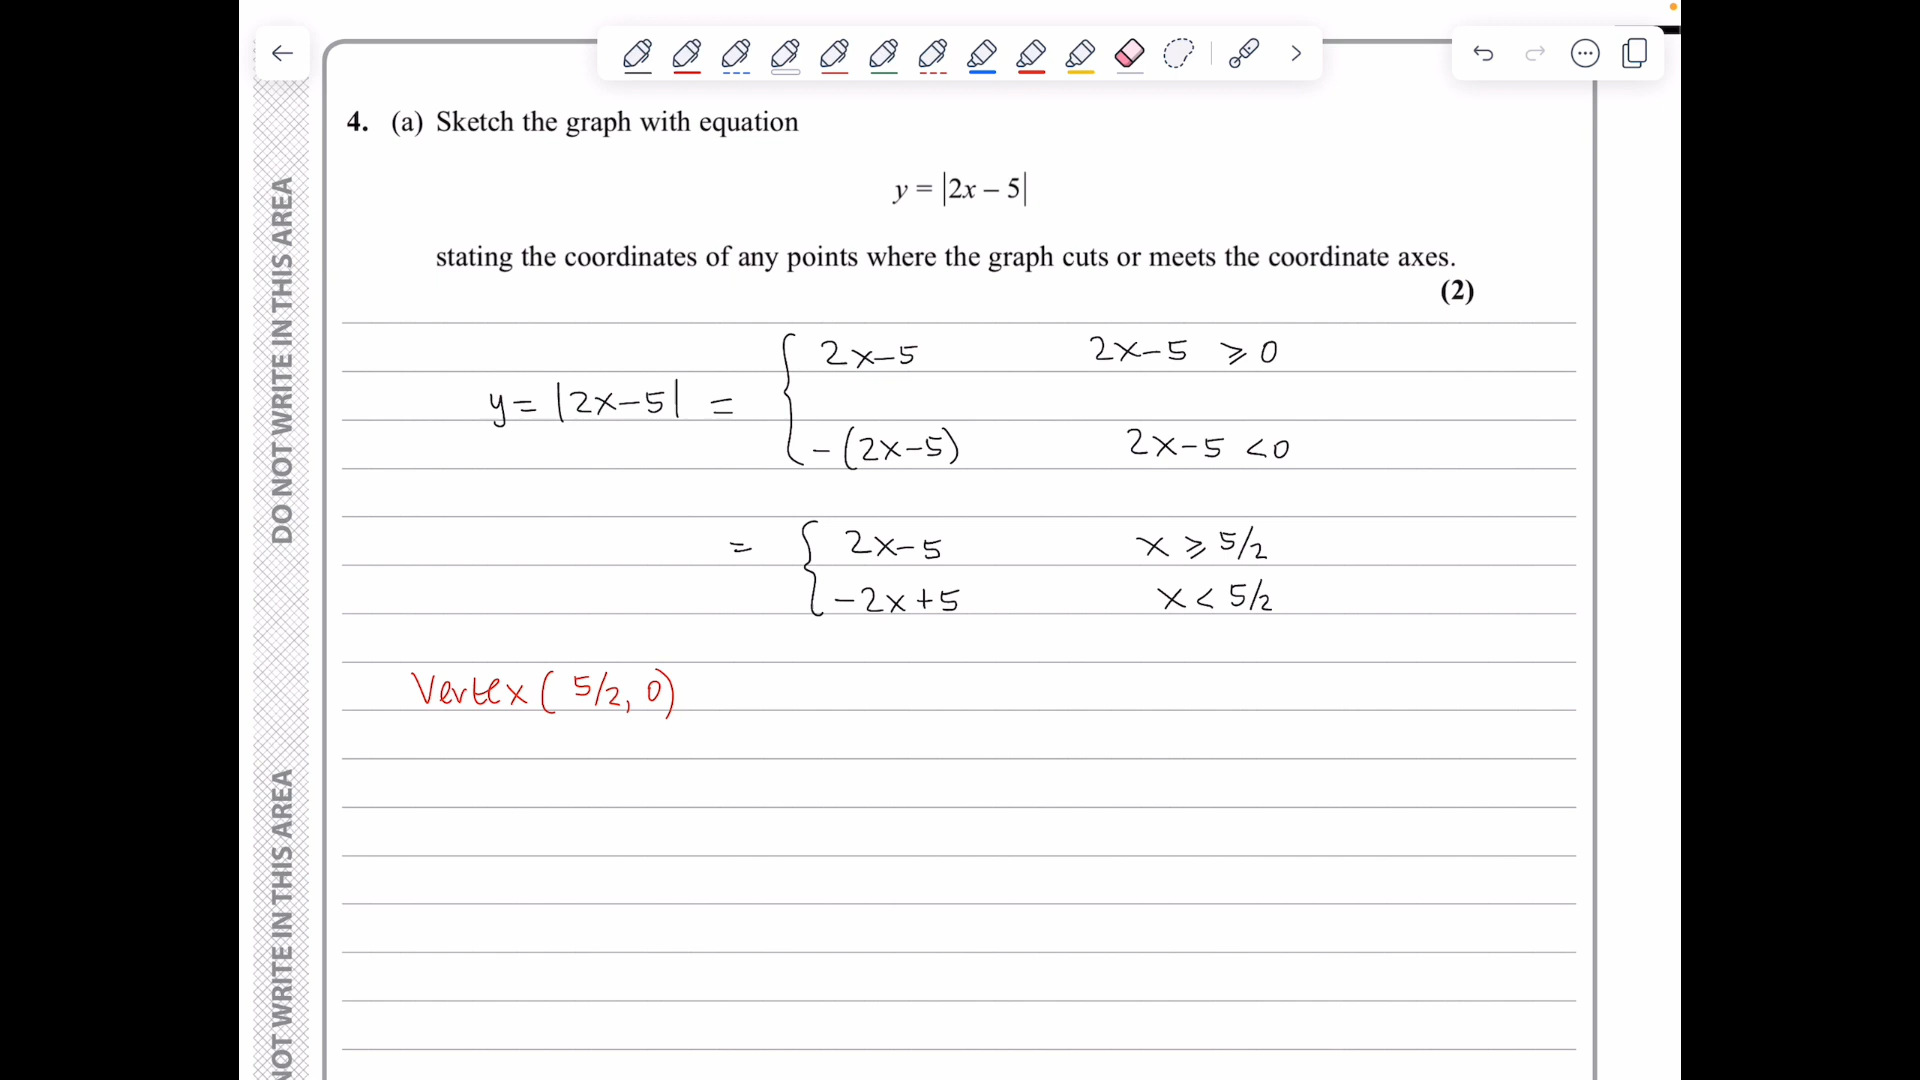 4. (a) Sketch the graph with equation
y = |2x – 5|
stating the coordinates of any points where the graph cuts or meets the coordinate axes.
(2)
2x-5 2x-5 ⩾ 0
y= |2x-5| =
-(2x-5) 2x-5 <0
= 2x-5 x ⩾ 5/2
-2x+5 x < 5/2
Vertex ( 5/2, 0)
DO NOT WRITE IN THIS AREA
NOT WRITE IN THIS AREA